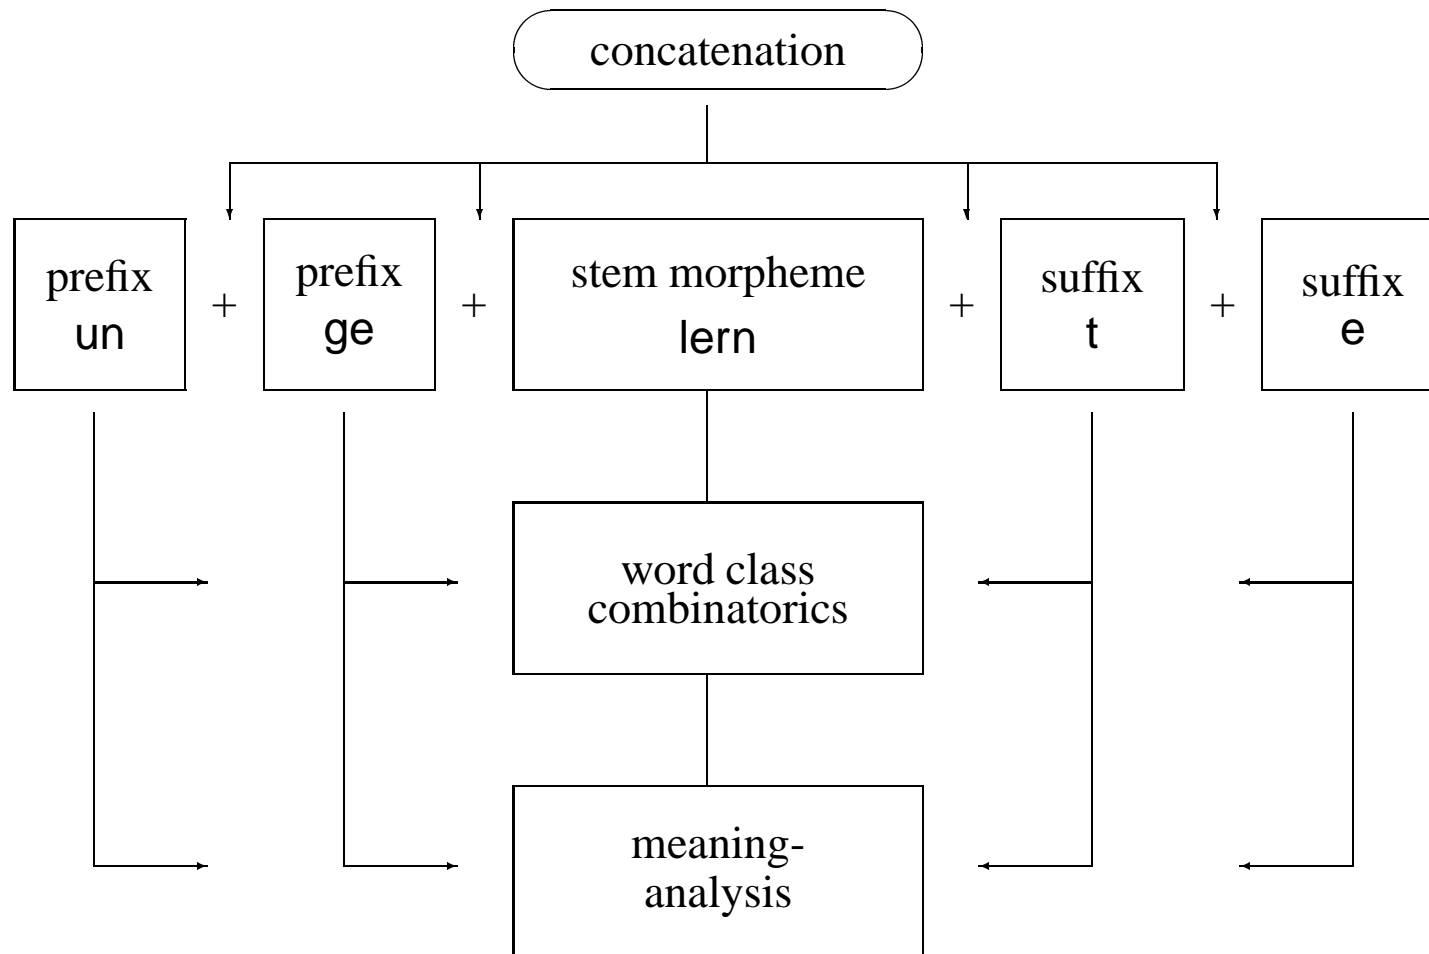 concatenation
prefix
un
+
prefix
ge
+
stem morpheme
lern
+
suffix
t
+
suffix
e
word class
combinatorics
meaning-
analysis